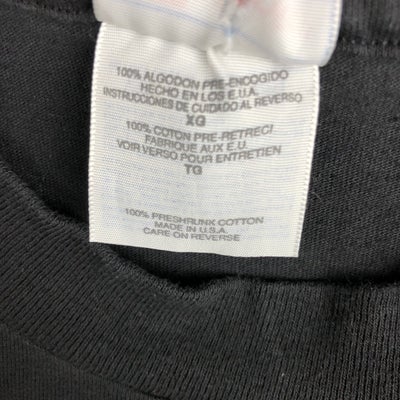 100% ALGODON PRE-ENCOGIDO
HECHO EN LOS E.U.A.
INSTRUCCIONES DE CUIDADO AL REVERSO
XG
100% COTON PRE-RETRECI
FABRIQUE AUX E.U.
VOIR VERSO POUR ENTRETIEN
TG
100% PRESHRUNK COTTON
MADE IN U.S.A.
CARE ON REVERSE